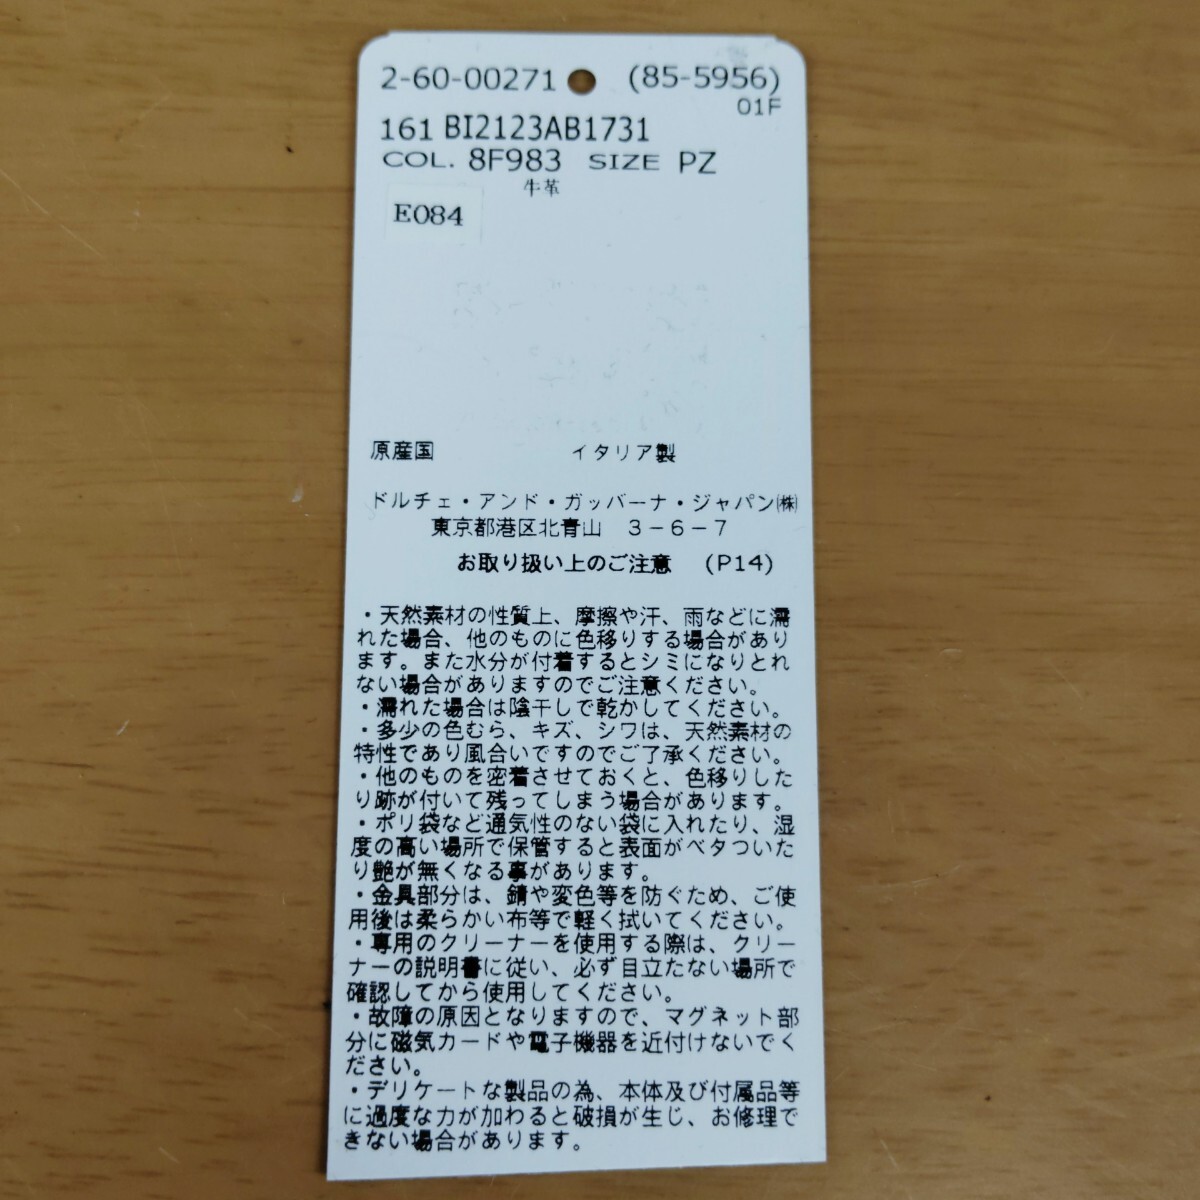 2-60-00271 (85-5956)
01F
161 BI2123AB1731
COL. 8F983 SIZE PZ
牛革
E084
原産国 イタリア製
ドルチェ・アンド・ガッバーナ・ジャパン㈱
東京都港区北青山 3-6-7
お取り扱い上のご注意 (P14)
・天然素材の性質上、摩擦や汗、雨などに濡
れた場合、他のものに色移りする場合があり
ます。また水分が付着するとシミになりとれ
ない場合がありますのでご注意ください。
・濡れた場合は陰干しで乾かしてください。
・多少の色むら、キズ、シワは、天然素材の
特性であり風合いですのでご了承ください。
・他のものを密着させておくと、色移りした
り跡が付いて残ってしまう場合があります。
・ポリ袋など通気性のない袋に入れたり、湿
度の高い場所で保管すると表面がベタついた
り艶が無くなる事があります。
・金具部分は、錆や変色等を防ぐため、ご使
用後は柔らかい布等で軽く拭いてください。
・専用のクリーナーを使用する際は、クリー
ナーの説明書に従い、必ず目立たない場所で
確認してから使用してください。
・故障の原因となりますので、マグネット部
分に磁気カードや電子機器を近付けないでく
ださい。
・デリケートな製品の為、本体及び付属品等
に過度な力が加わると破損が生じ、お修理で
きない場合があります。